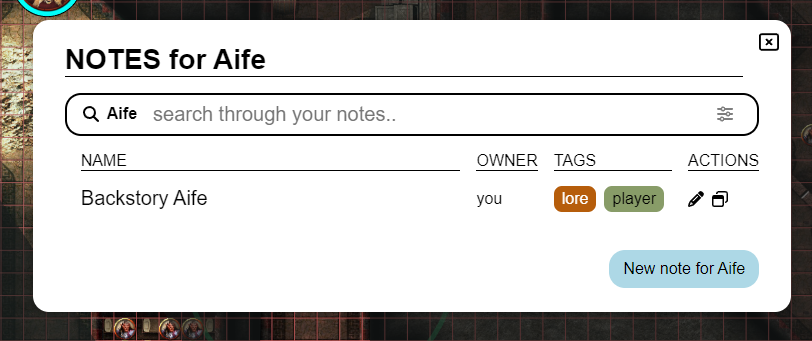 NOTES for Aife
Aife search through your notes..
NAME OWNER TAGS ACTIONS
Backstory Aife you lore player
New note for Aife